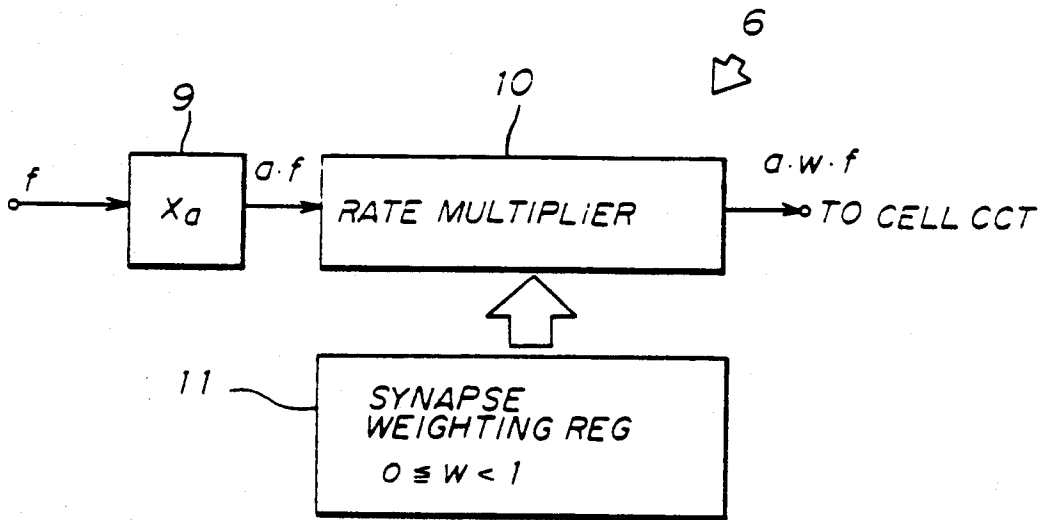 6
9
10
f
Xa
a·f
RATE MULTIPLIER
a·w·f
TO CELL CCT
11
SYNAPSE
WEIGHTING REG
0 ≦ W < 1